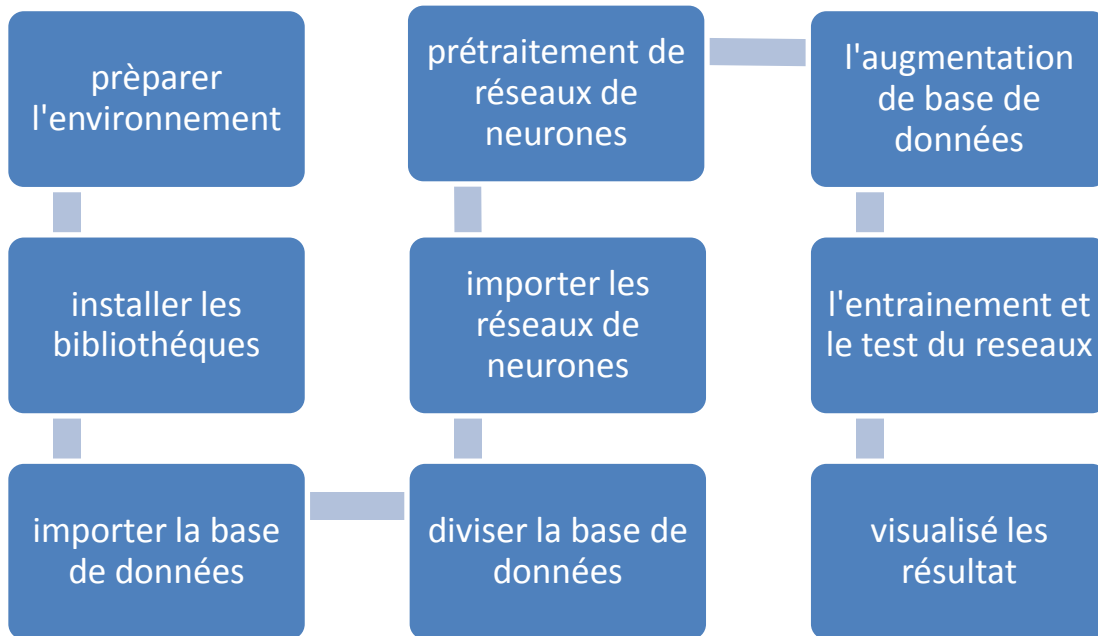 prèparer
l'environnement
installer les
bibliothéques
importer la base
de données
diviser la base de
données
importer les
réseaux de
neurones
prétraitement de
réseaux de
neurones
l'augmentation
de base de
données
l'entrainement et
le test du reseaux
visualisé les
résultat